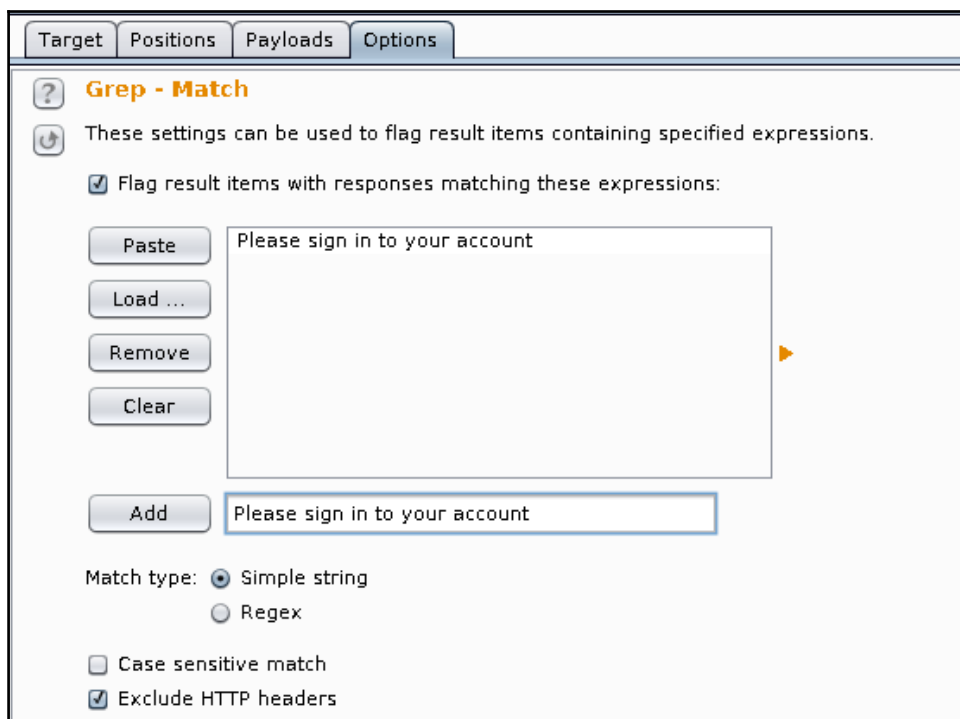 Target Positions Payloads Options
? Grep - Match
These settings can be used to flag result items containing specified expressions.
Flag result items with responses matching these expressions:
Paste Please sign in to your account
Load ...
Remove
Clear
Add Please sign in to your account
Match type: Simple string
Regex
Case sensitive match
Exclude HTTP headers